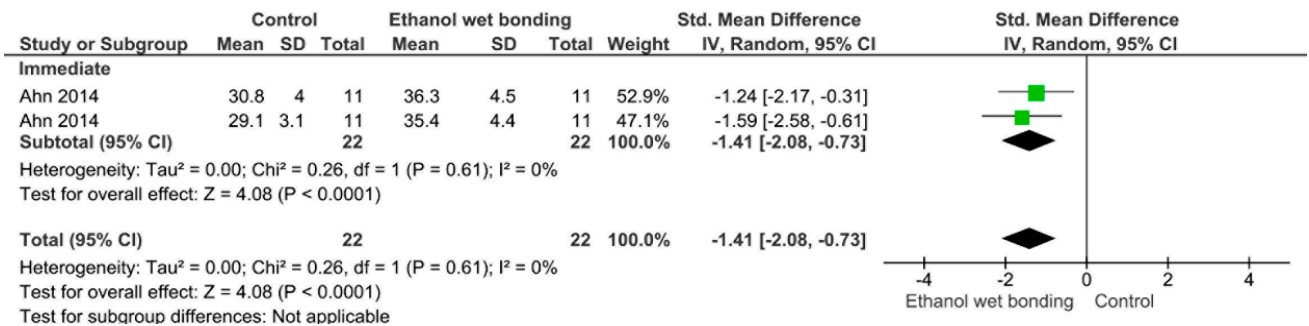 Control Ethanol wet bonding Std. Mean Difference Std. Mean Difference
Study or Subgroup Mean SD Total Mean SD Total Weight IV, Random, 95% CI IV, Random, 95% CI
Immediate
Ahn 2014 30.8 4 11 36.3 4.5 11 52.9% -1.24 [-2.17, -0.31]
Ahn 2014 29.1 3.1 11 35.4 4.4 11 47.1% -1.59 [-2.58, -0.61]
Subtotal (95% CI) 22 22 100.0% -1.41 [-2.08, -0.73]
Heterogeneity: Tau² = 0.00; Chi² = 0.26, df = 1 (P = 0.61); I² = 0%
Test for overall effect: Z = 4.08 (P < 0.0001)
Total (95% CI) 22 22 100.0% -1.41 [-2.08, -0.73]
Heterogeneity: Tau² = 0.00; Chi² = 0.26, df = 1 (P = 0.61); I² = 0%
Test for overall effect: Z = 4.08 (P < 0.0001)
Test for subgroup differences: Not applicable
-4 -2 0 2 4
Ethanol wet bonding Control